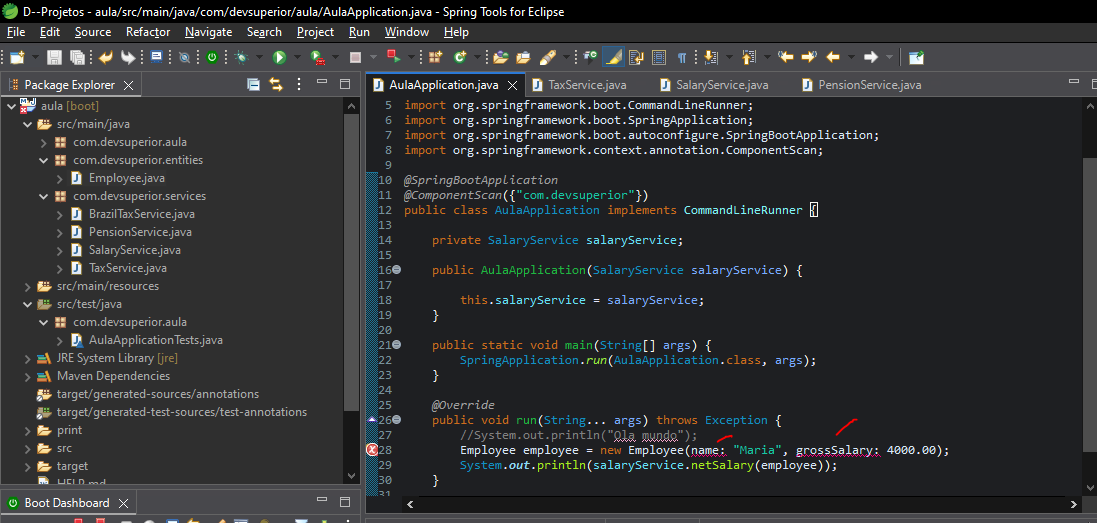 D--Projetos - aula/src/main/java/com/devsuperior/aula/AulaApplication.java - Spring Tools for Eclipse
File Edit Source Refactor Navigate Search Project Run Window Help
Package Explorer
aula [boot]
src/main/java
com.devsuperior.aula
com.devsuperior.entities
Employee.java
com.devsuperior.services
BrazilTaxService.java
PensionService.java
SalaryService.java
TaxService.java
src/main/resources
src/test/java
com.devsuperior.aula
AulaApplicationTests.java
JRE System Library [jre]
Maven Dependencies
target/generated-sources/annotations
target/generated-test-sources/test-annotations
print
src
target
HELP.md
Boot Dashboard
AulaApplication.java TaxService.java SalaryService.java PensionService.java
5 import org.springframework.boot.CommandLineRunner;
6 import org.springframework.boot.SpringApplication;
7 import org.springframework.boot.autoconfigure.SpringBootApplication;
8 import org.springframework.context.annotation.ComponentScan;
9
10 @SpringBootApplication
11 @ComponentScan({"com.devsuperior"})
12 public class AulaApplication implements CommandLineRunner {
13
14 private SalaryService salaryService;
15
16 public AulaApplication(SalaryService salaryService) {
17
18 this.salaryService = salaryService;
19 }
20
21 public static void main(String[] args) {
22 SpringApplication.run(AulaApplication.class, args);
23 }
24
25 @Override
26 public void run(String... args) throws Exception {
27 //System.out.println("Ola mundo");
28 Employee employee = new Employee(name: "Maria", grossSalary: 4000.00);
29 System.out.println(salaryService.netSalary(employee));
30 }
31